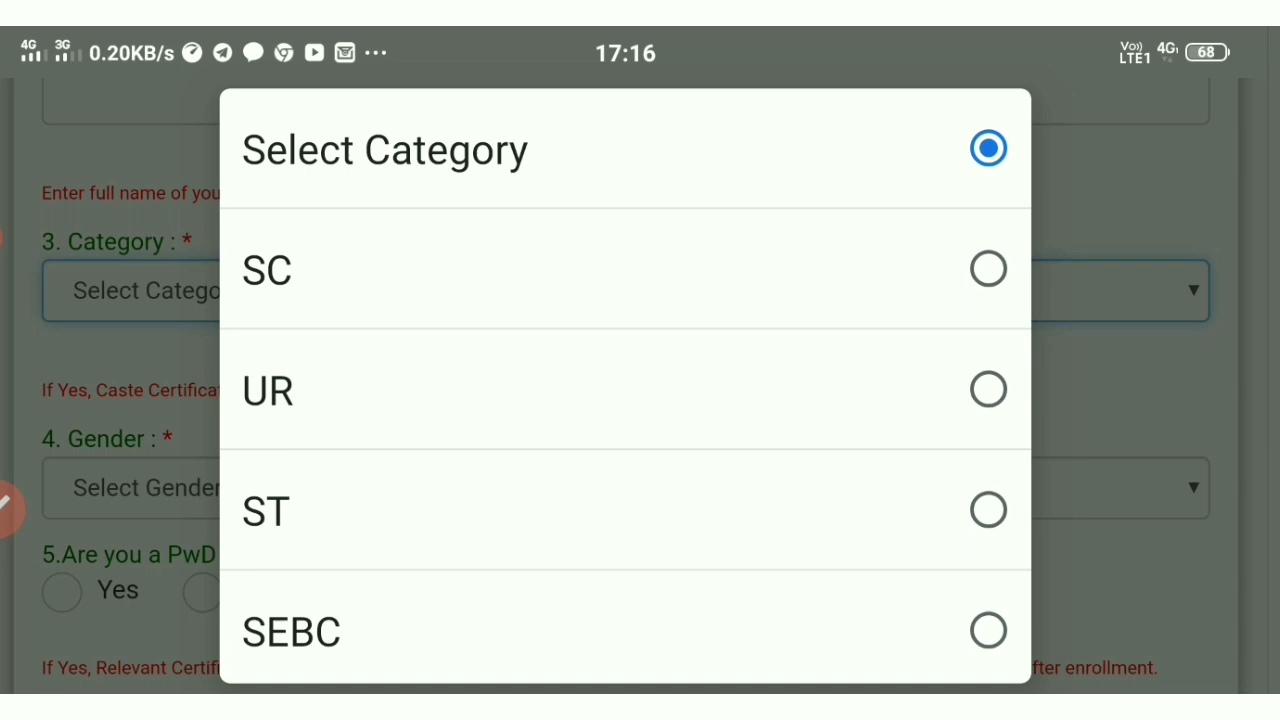 4G 3G 0.20KB/s 17:16 Vo)) LTE1 4G 68
Select Category
Enter full name of you
3. Category : *
SC
Select Catego
UR
If Yes, Caste Certifica
4. Gender : *
Select Gender
ST
5.Are you a PwD
Yes
SEBC
If Yes, Relevant Certifi fter enrollment.